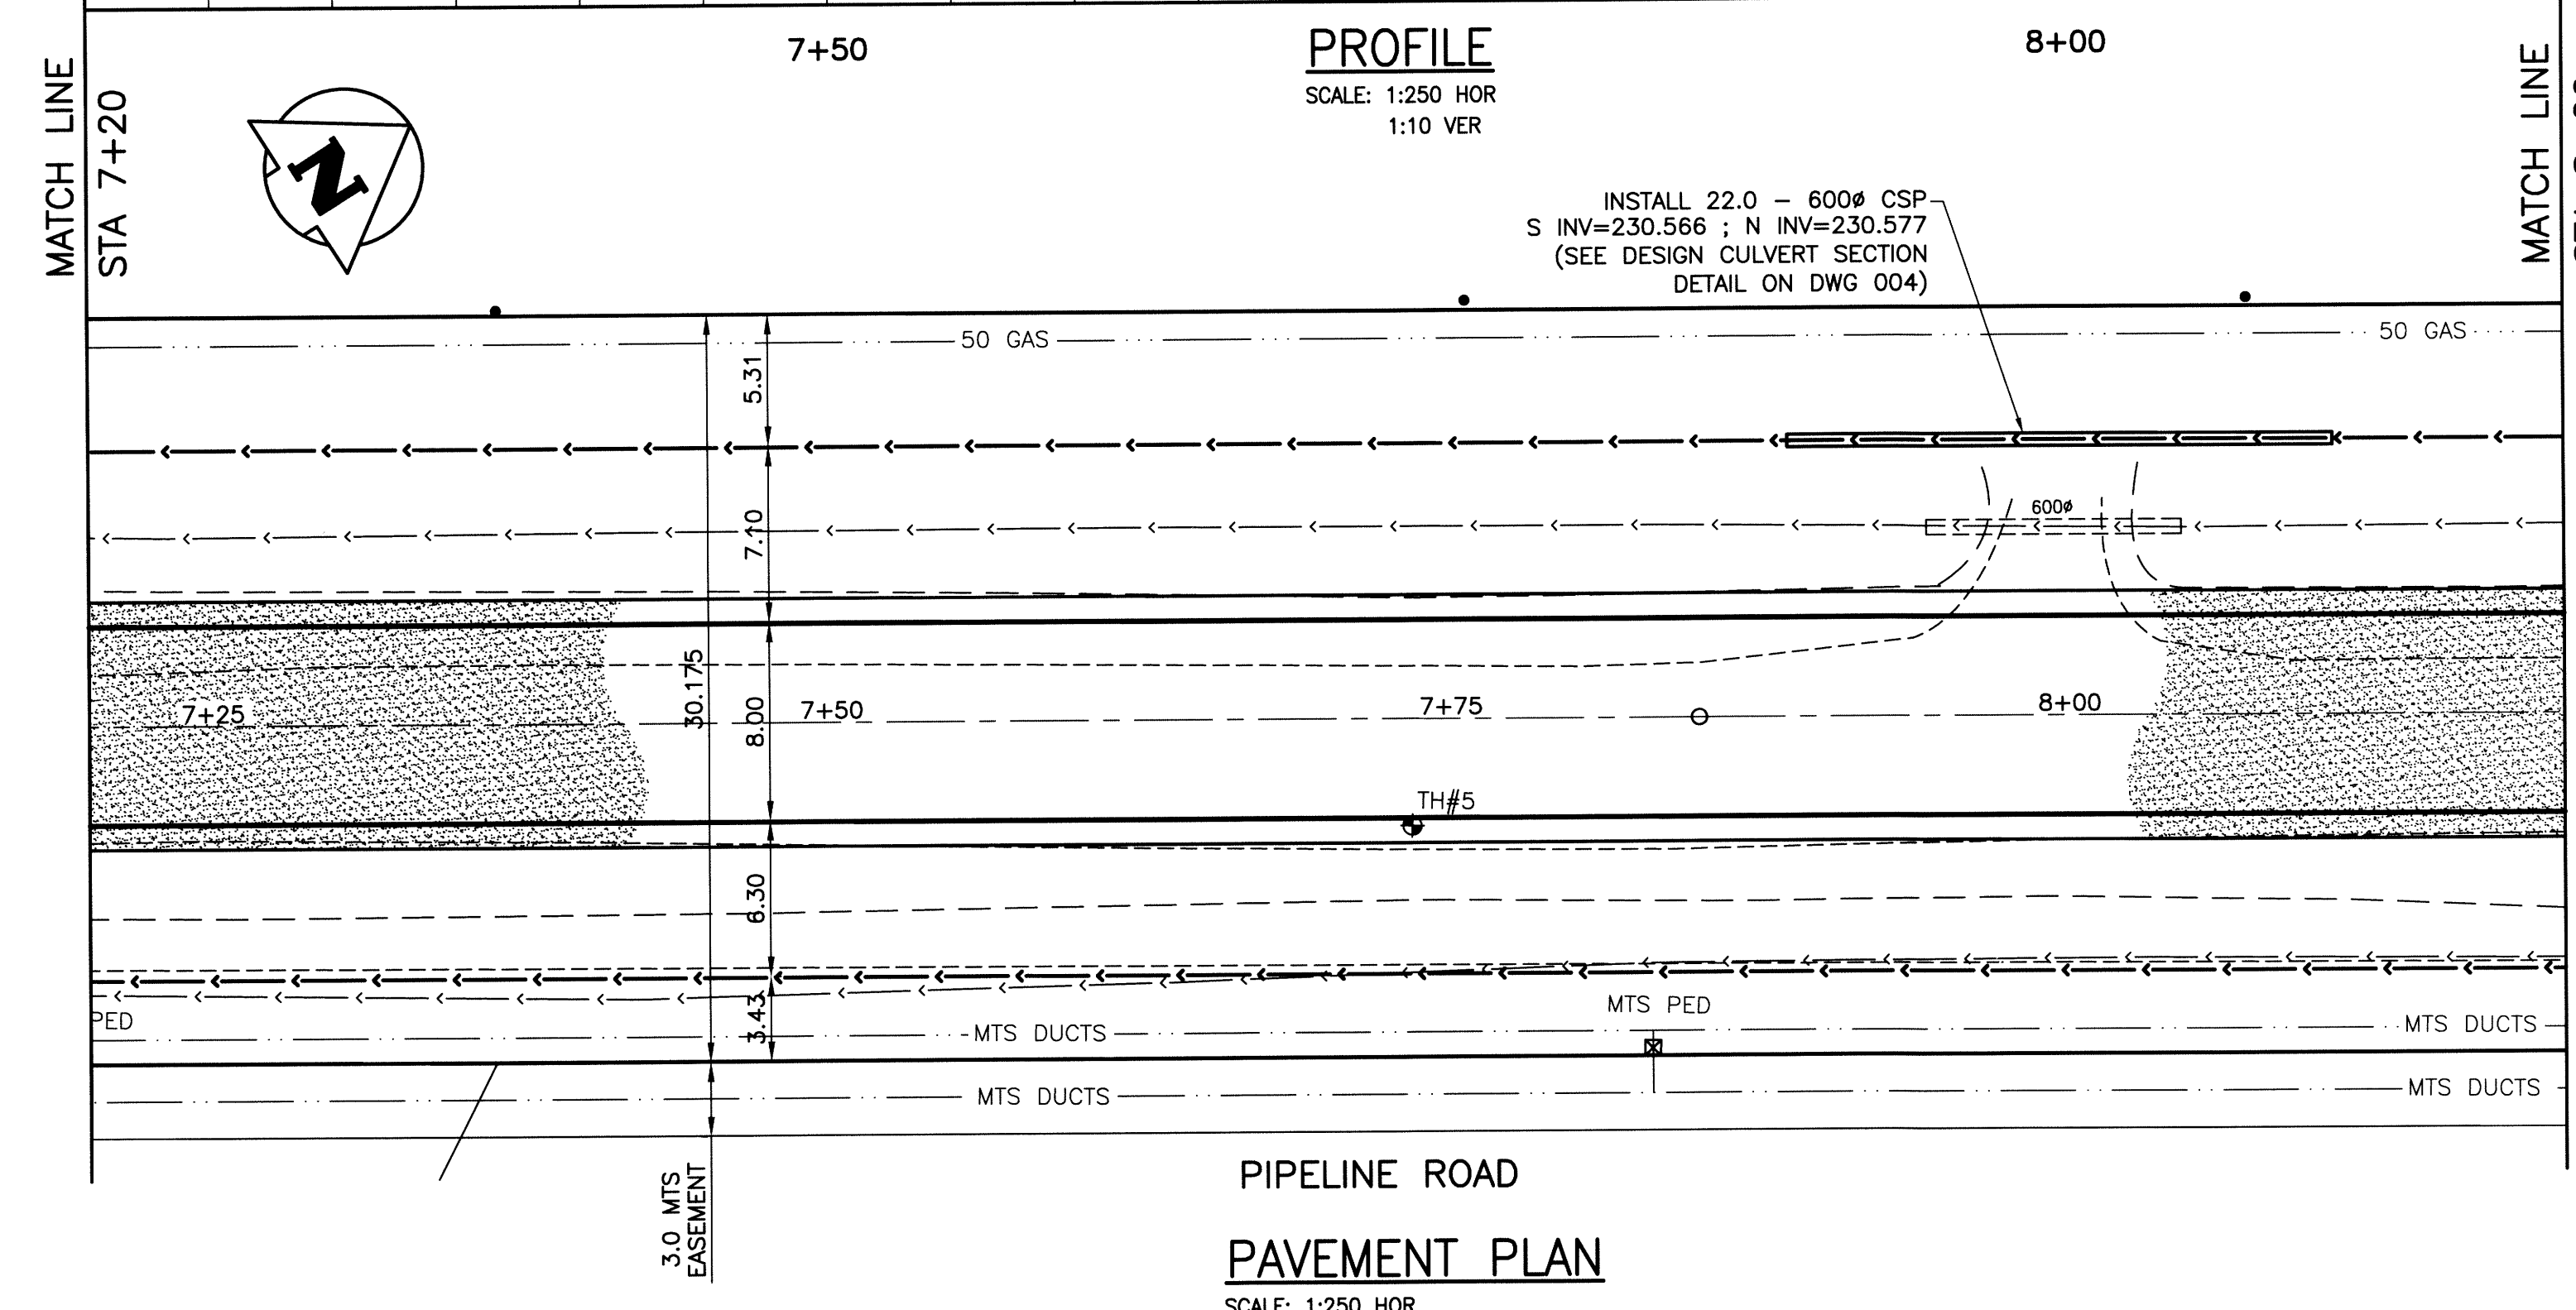 7+50
PROFILE
8+00
SCALE: 1:250 HOR
1:10 VER
MATCH LINE
STA 7+20
N
MATCH LINE
INSTALL 22.0 – 600ø CSP
S INV=230.566 ; N INV=230.577
(SEE DESIGN CULVERT SECTION
DETAIL ON DWG 004)
50 GAS
50 GAS
5.31
7.10
600ø
30.175
8.00
7+25
7+50
7+75
8+00
TH#5
6.30
3.43
PED
MTS PED
MTS DUCTS
MTS DUCTS
MTS DUCTS
MTS DUCTS
3.0 MTS
EASEMENT
PIPELINE ROAD
PAVEMENT PLAN
SCALE: 1:250 HOR